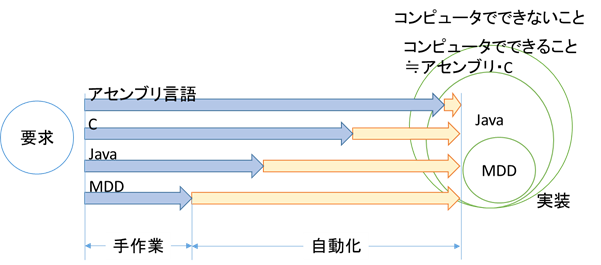 コンピュータでできないこと
コンピュータでできること
≒アセンブリ・C
アセンブリ言語
C
Java
要求
Java
MDD
MDD
実装
手作業
自動化